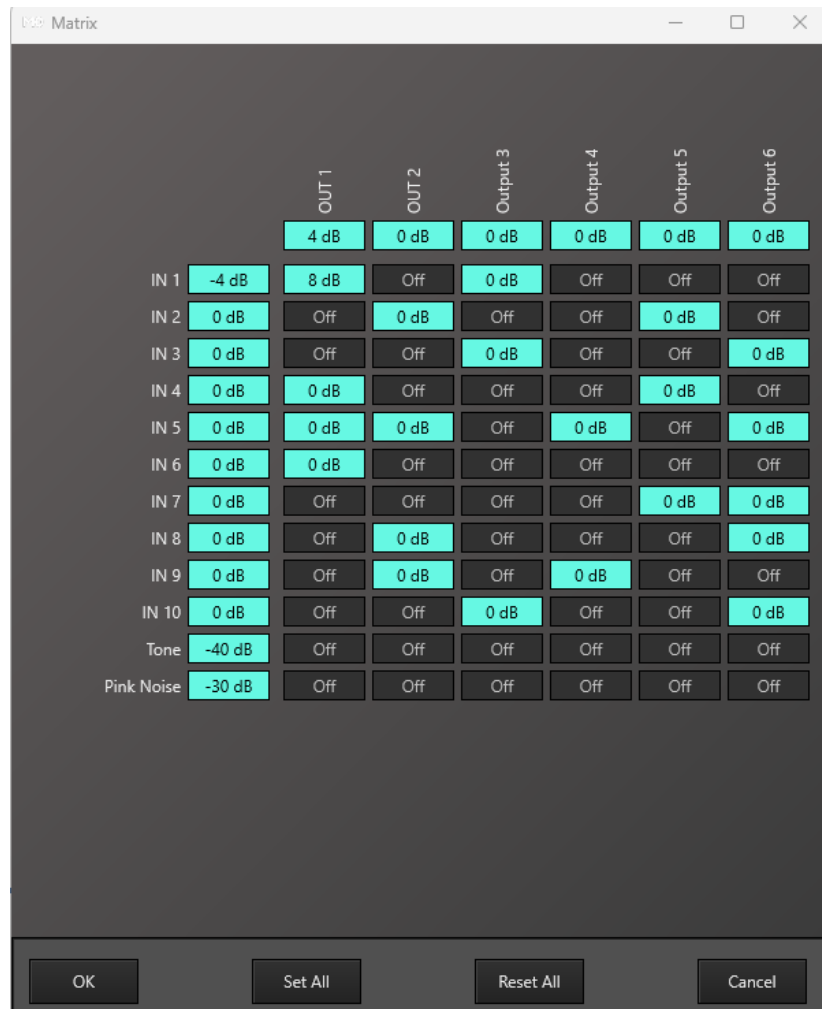 Matrix
OUT 1 OUT 2 Output 3 Output 4 Output 5 Output 6
4 dB 0 dB 0 dB 0 dB 0 dB 0 dB
IN 1 -4 dB 8 dB Off 0 dB Off Off Off
IN 2 0 dB Off 0 dB Off Off 0 dB Off
IN 3 0 dB Off Off 0 dB Off Off 0 dB
IN 4 0 dB 0 dB Off Off Off 0 dB Off
IN 5 0 dB 0 dB 0 dB Off 0 dB Off 0 dB
IN 6 0 dB 0 dB Off Off Off Off Off
IN 7 0 dB Off Off Off Off 0 dB 0 dB
IN 8 0 dB Off 0 dB Off Off Off 0 dB
IN 9 0 dB Off 0 dB Off 0 dB Off Off
IN 10 0 dB Off Off 0 dB Off Off 0 dB
Tone -40 dB Off Off Off Off Off Off
Pink Noise -30 dB Off Off Off Off Off Off
OK Set All Reset All Cancel